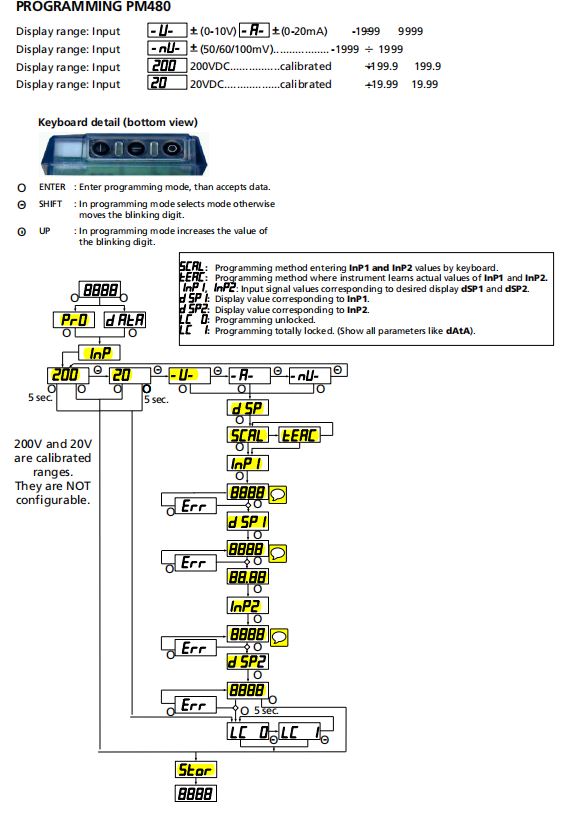 PROGRAMMING PM480
Display range: Input -U- ± (0-10V) -A- ±(0-20mA) -1999 9999
Display range: Input -nU- ± (50/60/100mV)................. -1999 ÷ 1999
Display range: Input 200 200VDC...............calibrated +199.9 199.9
Display range: Input 20 20VDC.................calibrated +19.99 19.99
Keyboard detail (bottom view)
ENTER : Enter programming mode, than accepts data.
SHIFT : In programming mode selects mode otherwise
moves the blinking digit.
UP : In programming mode increases the value of
the blinking digit.
SCAL: Programming method entering InP1 and InP2 values by keyboard.
tEAC: Programming method where instrument learns actual values of InP1 and InP2.
InP1, InP2: Input signal values corresponding to desired display dSP1 and dSP2.
dSP1: Display value corresponding to InP1.
dSP2: Display value corresponding to InP2.
LC 0: Programming unlocked.
LC 1: Programming totally locked. (Show all parameters like dAtA).
8888
PrO dAtA
InP
200 20 -U- -A- -nU-
5 sec. 5 sec.
dSP
SCAL tEAC
200V and 20V
are calibrated
ranges.
They are NOT
configurable.
InP1
8888
Err
dSP1
8888
Err
88.88
InP2
8888
Err
dSP2
8888
Err
5 sec.
LC 0 LC 1
Stor
8888